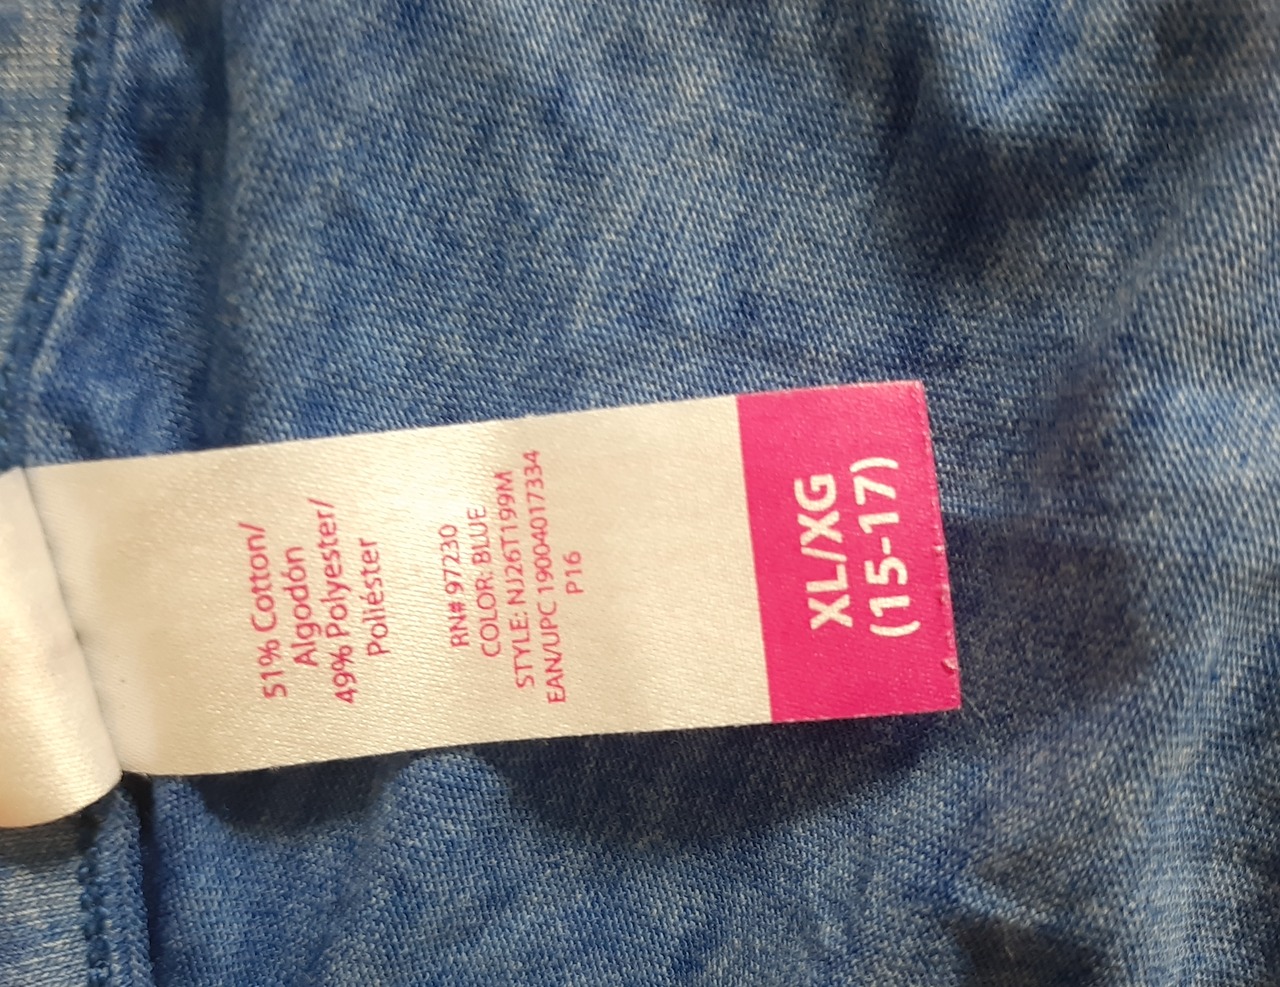 51% Cotton/
Algodón
49% Polyester/
Poliéster
RN# 97230
COLOR: BLUE
STYLE: NJ26T199M
EAN/UPC 19004017334
P16
XL/XG
(15-17)